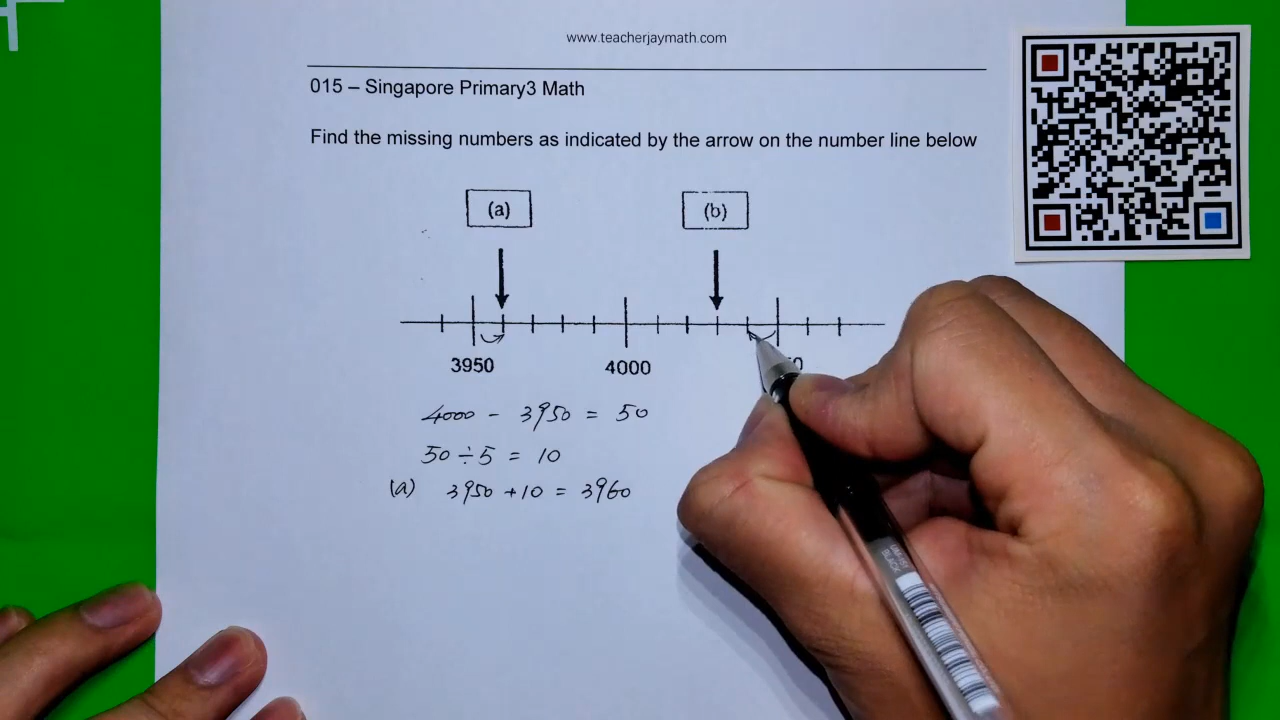 www.teacherjaymath.com
015 – Singapore Primary3 Math
Find the missing numbers as indicated by the arrow on the number line below
(a) (b)
3950 4000
4000 - 3950 = 50
50 ÷ 5 = 10
(a) 3950 + 10 = 3960
BLACK